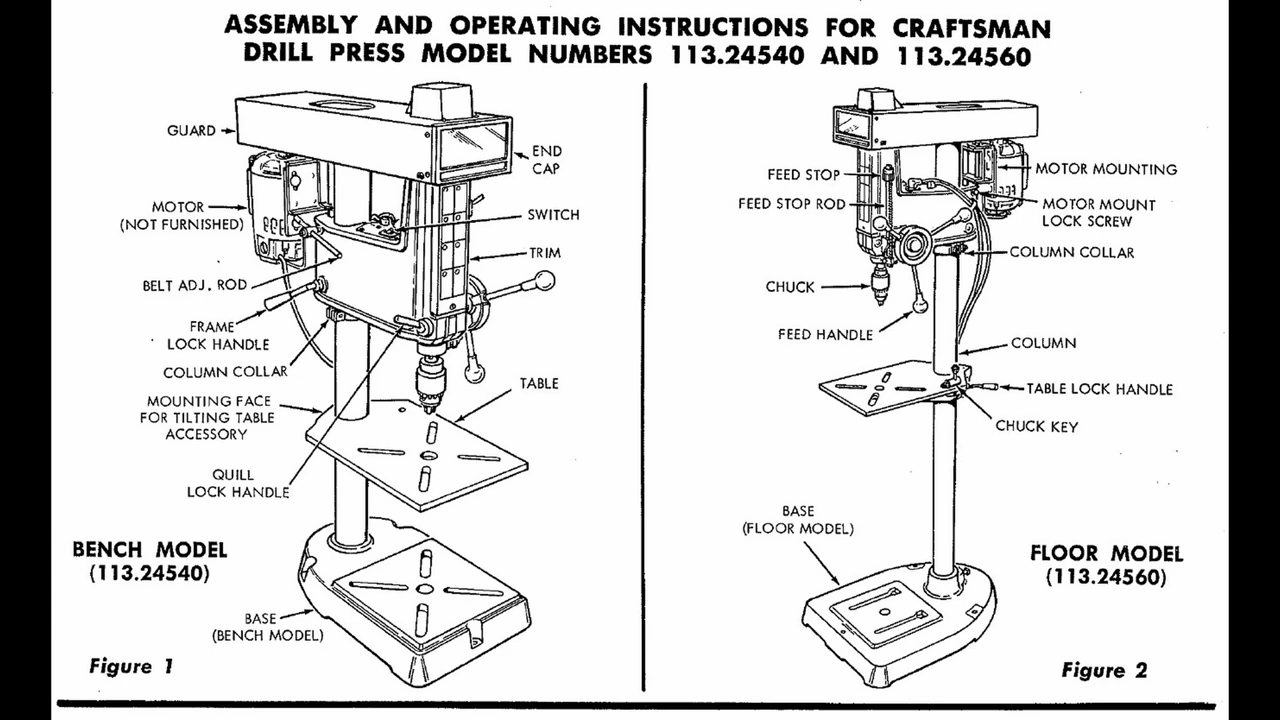 ASSEMBLY AND OPERATING INSTRUCTIONS FOR CRAFTSMAN
DRILL PRESS MODEL NUMBERS 113.24540 AND 113.24560
GUARD
END
CAP
MOTOR
(NOT FURNISHED)
SWITCH
TRIM
BELT ADJ. ROD
FRAME
LOCK HANDLE
COLUMN COLLAR
TABLE
MOUNTING FACE
FOR TILTING TABLE
ACCESSORY
QUILL
LOCK HANDLE
BENCH MODEL
(113.24540)
BASE
(BENCH MODEL)
Figure 1
FEED STOP
MOTOR MOUNTING
FEED STOP ROD
MOTOR MOUNT
LOCK SCREW
COLUMN COLLAR
CHUCK
FEED HANDLE
COLUMN
TABLE LOCK HANDLE
CHUCK KEY
BASE
(FLOOR MODEL)
FLOOR MODEL
(113.24560)
Figure 2